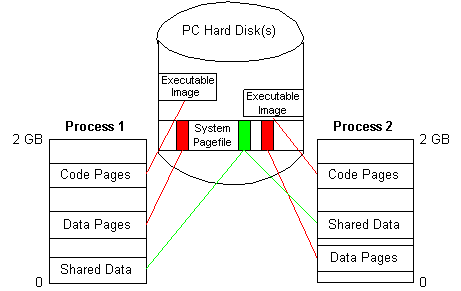 PC Hard Disk(s)
Executable
Image
Executable
Image
System
Pagefile
Process 1
2 GB
Code Pages
Data Pages
Shared Data
0
Process 2
2 GB
Code Pages
Shared Data
Data Pages
0